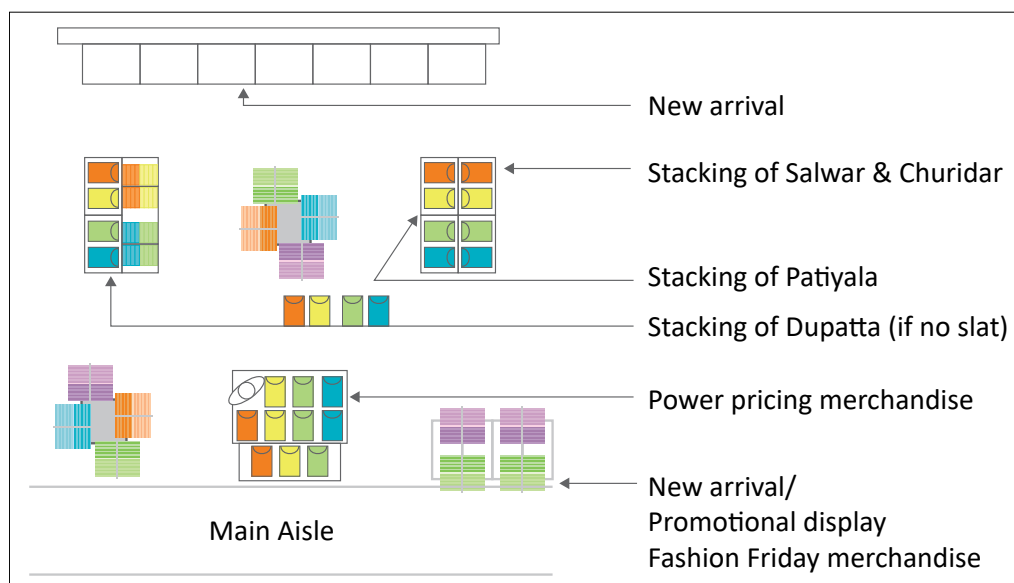 New arrival
Stacking of Salwar & Churidar
Stacking of Patiyala
Stacking of Dupatta (if no slat)
Power pricing merchandise
New arrival/
Promotional display
Fashion Friday merchandise
Main Aisle